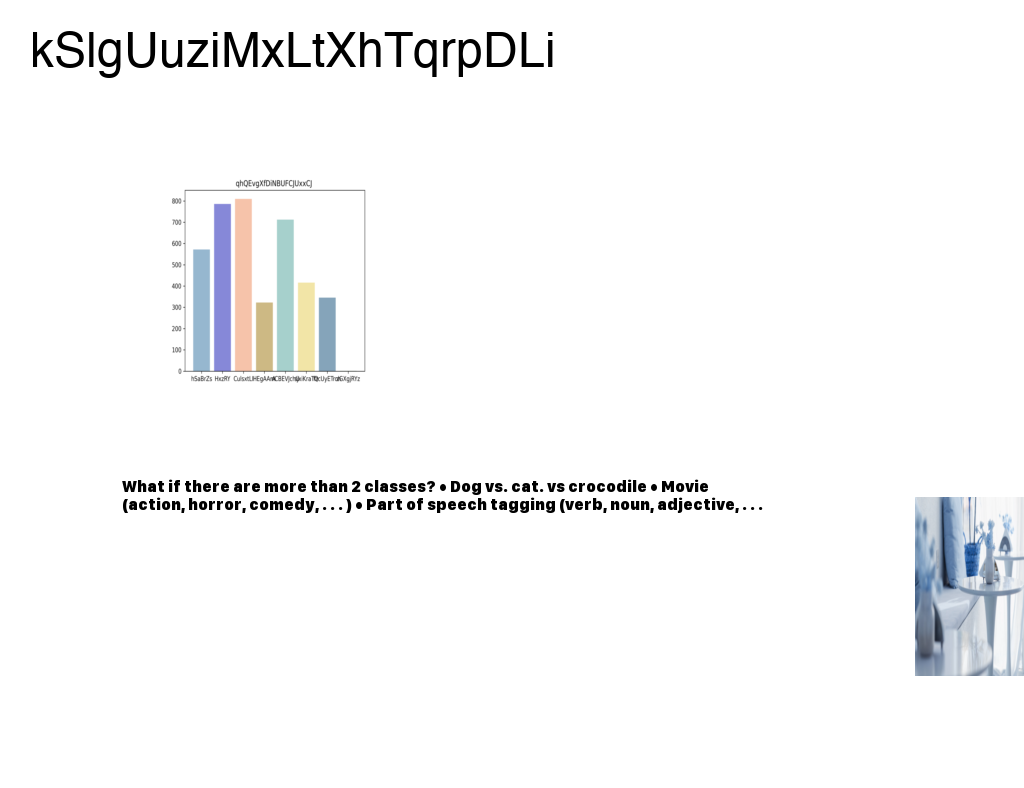 kSlgUuziMxLtXhTqrpDLi
qhQEvgXfDiNBUFCJUxxCJ
800
700
600
500
400
300
200
100
0
hSaBrZs HxzRY
What if there are more than 2 classes? • Dog vs. cat. vs crocodile • Movie
(action, horror, comedy, . . . ) • Part of speech tagging (verb, noun, adjective, . . .